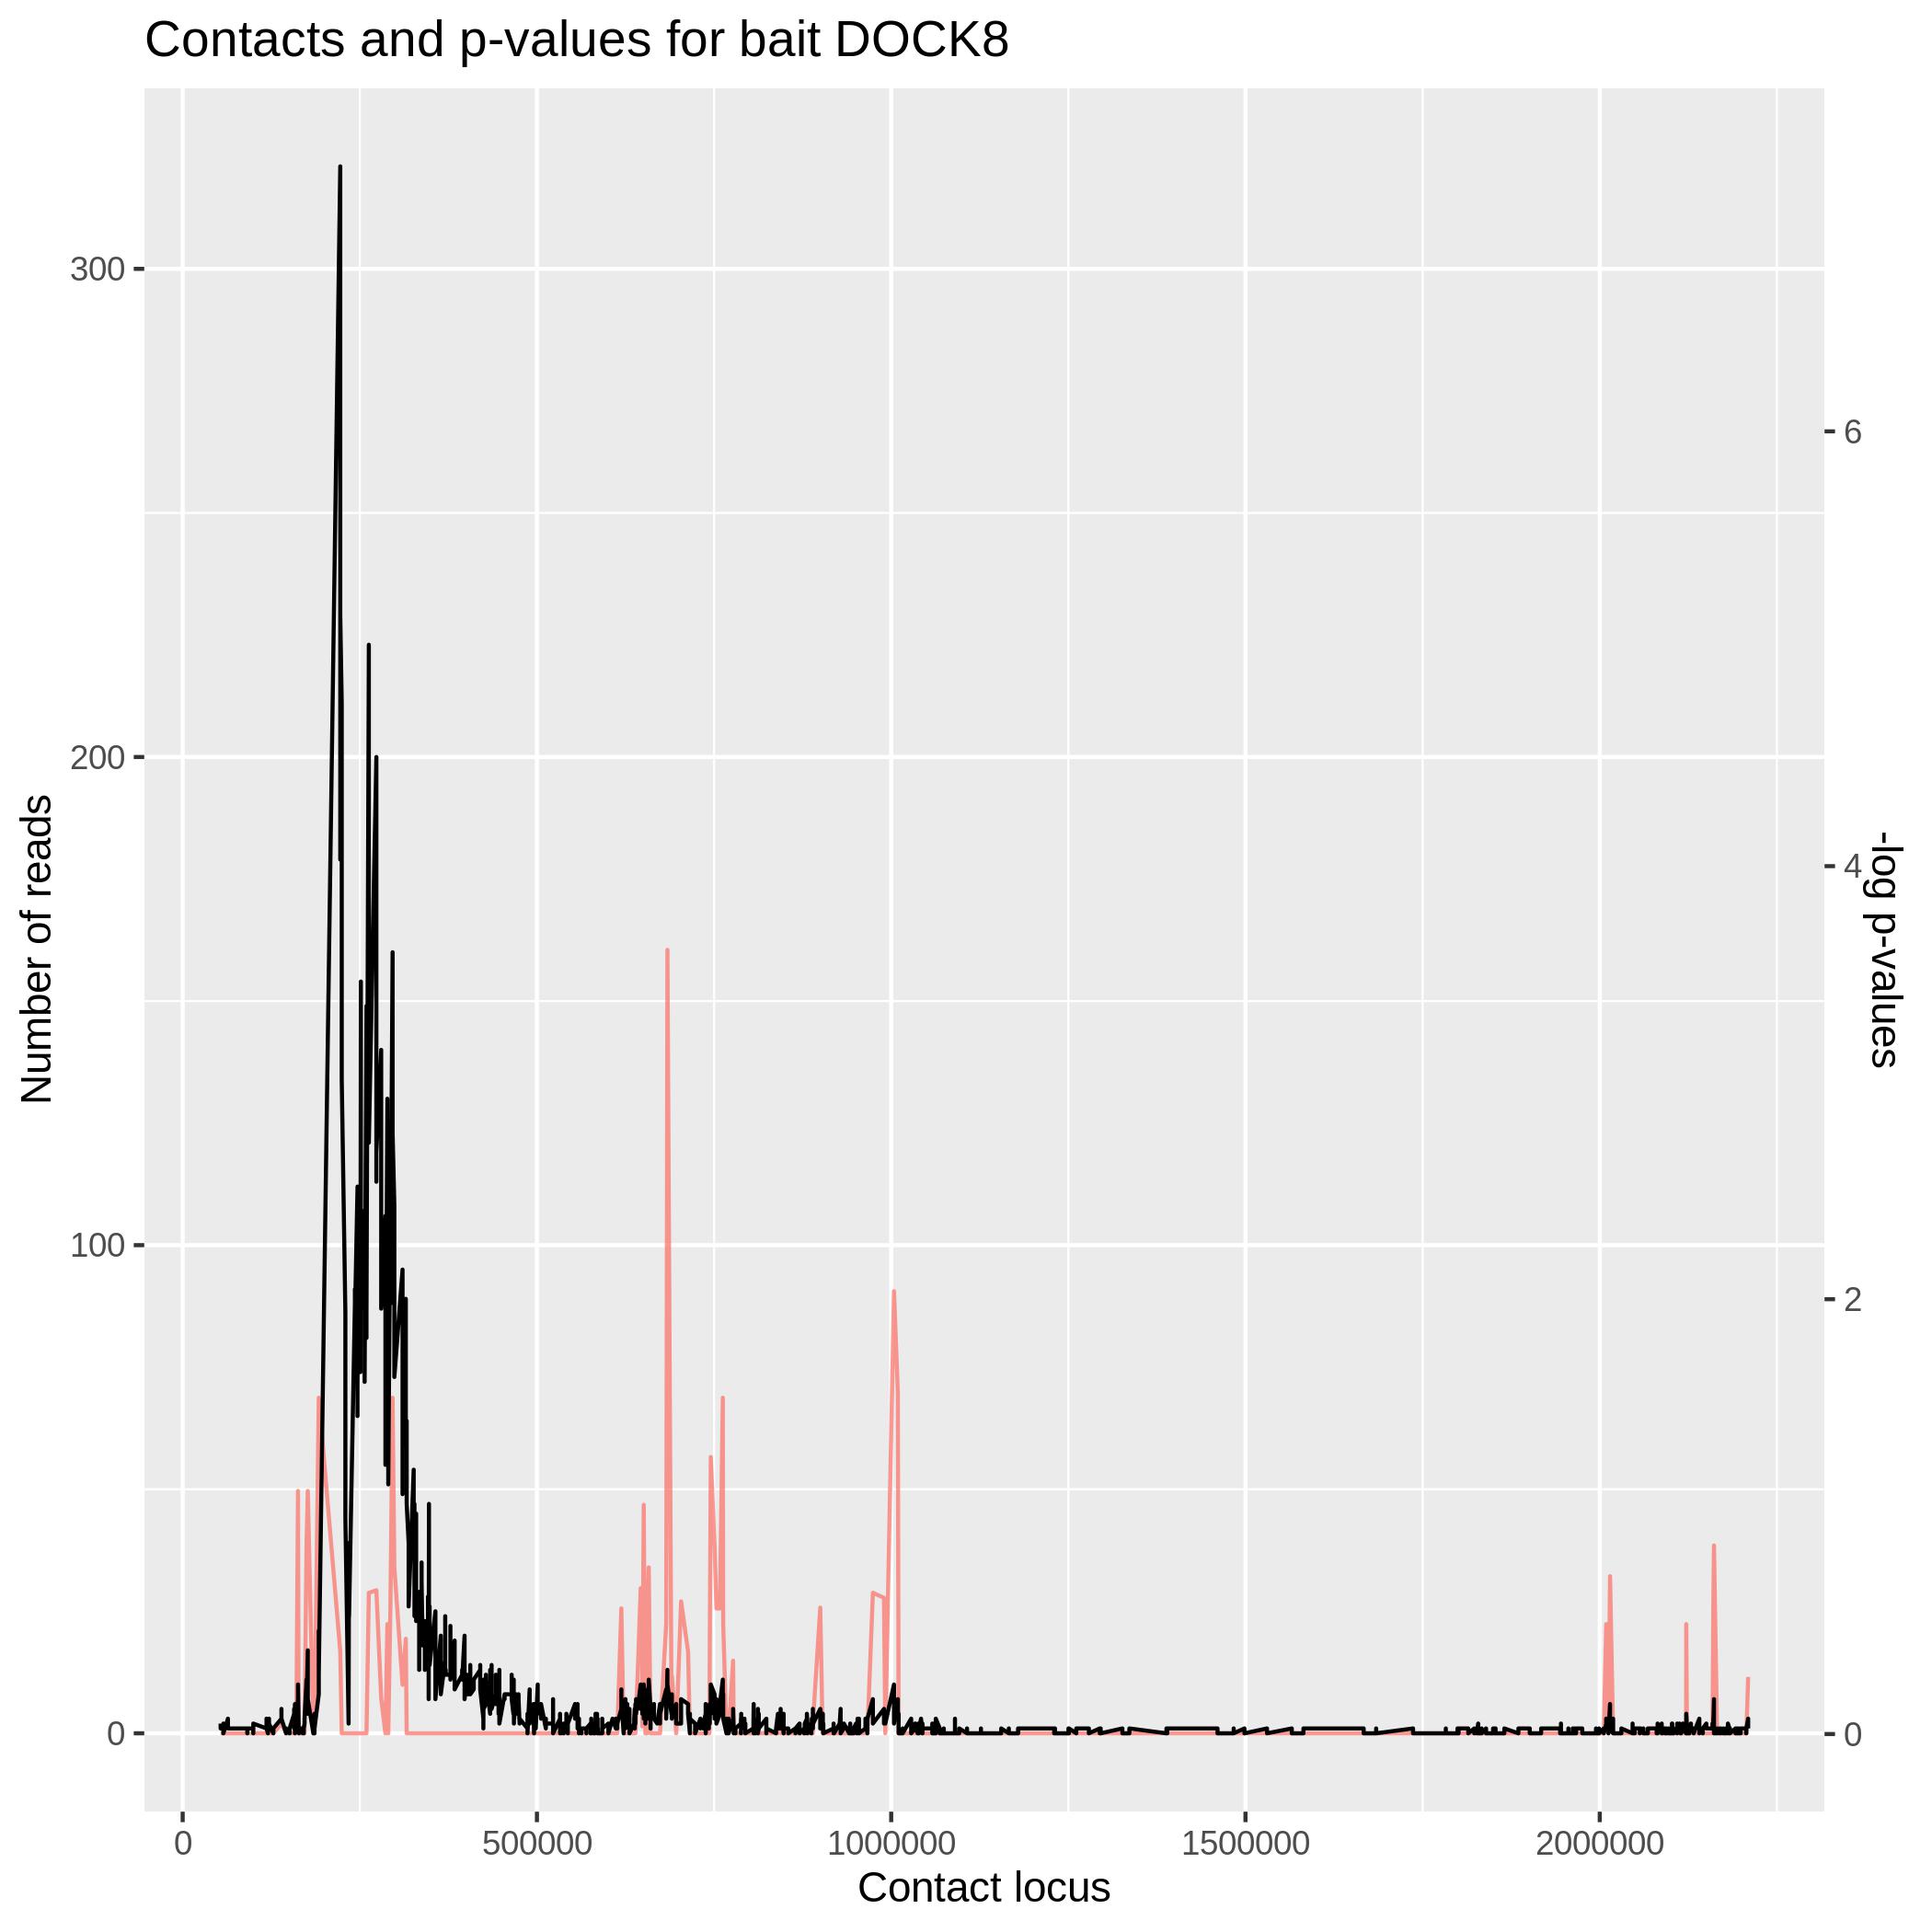 Contacts and p-values for bait DOCK8
Number of reads
300
200
100
0
6
4
2
0
-log p-values
0 500000 1000000 1500000 2000000
Contact locus